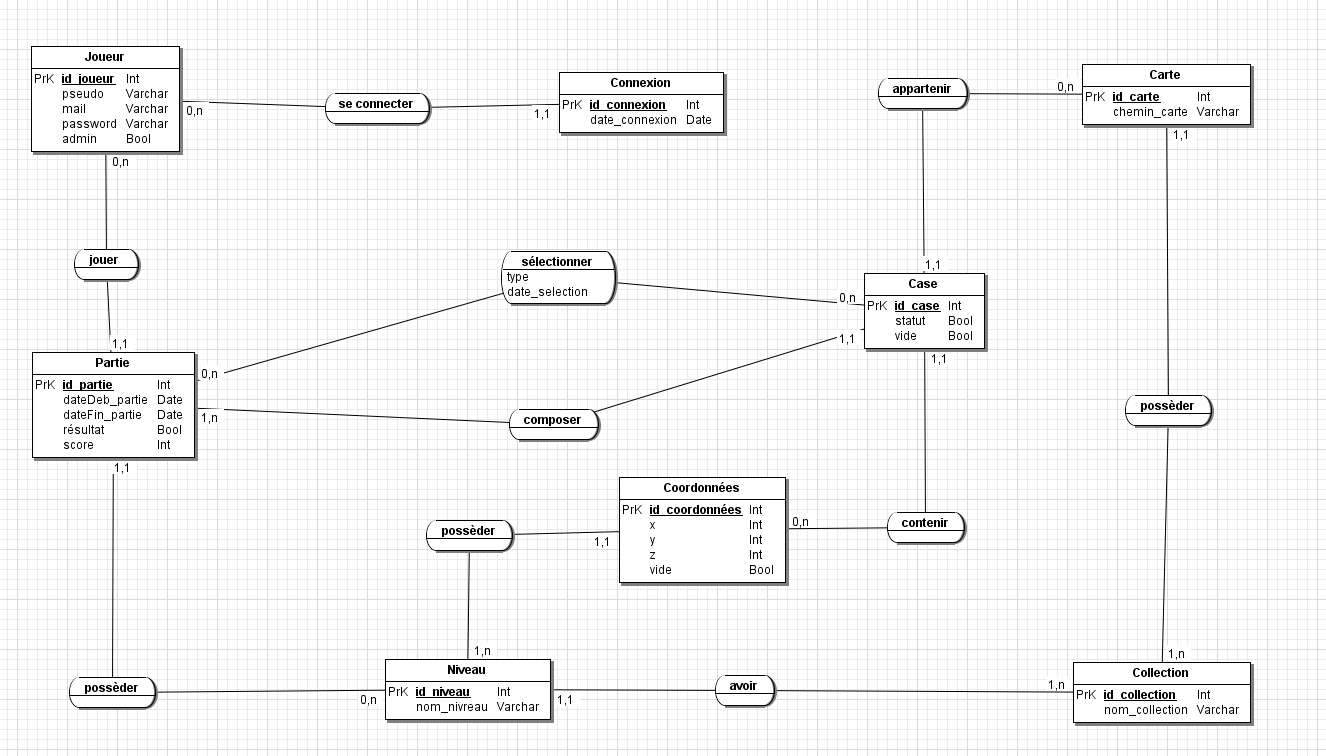 Joueur
PrK id_joueur Int
pseudo Varchar
mail Varchar
password Varchar
admin Bool
0,n
se connecter
1,1
Connexion
PrK id_connexion Int
date_connexion Date
appartenir
0,n
Carte
PrK id_carte Int
chemin_carte Varchar
1,1
0,n
jouer
1,1
sélectionner
type
date_selection
1,1
Case
PrK id_case Int
statut Bool
vide Bool
0,n
1,1
1,1
Partie
PrK id_partie Int
dateDeb_partie Date
dateFin_partie Date
résultat Bool
score Int
0,n
1,n
1,1
composer
possèder
Coordonnées
PrK id_coordonnées Int
x Int
y Int
z Int
vide Bool
0,n
contenir
possèder
1,1
1,n
possèder
0,n
Niveau
PrK id_niveau Int
nom_nivreau Varchar
1,1
avoir
1,n
1,n
Collection
PrK id_collection Int
nom_collection Varchar